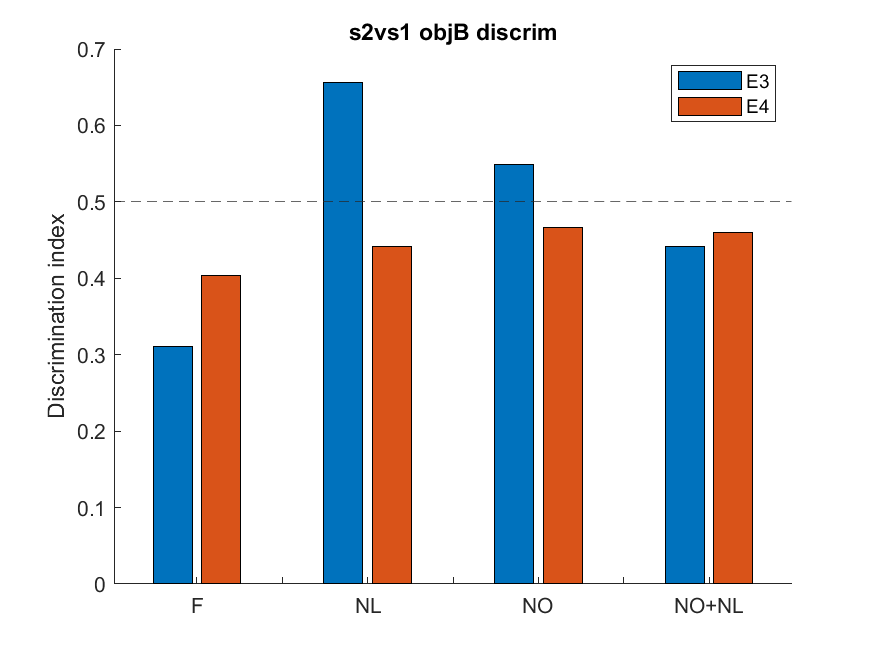 s2vs1 objB discrim
E3
E4
Discrimination index
0.7
0.6
0.5
0.4
0.3
0.2
0.1
0
F
NL
NO
NO+NL